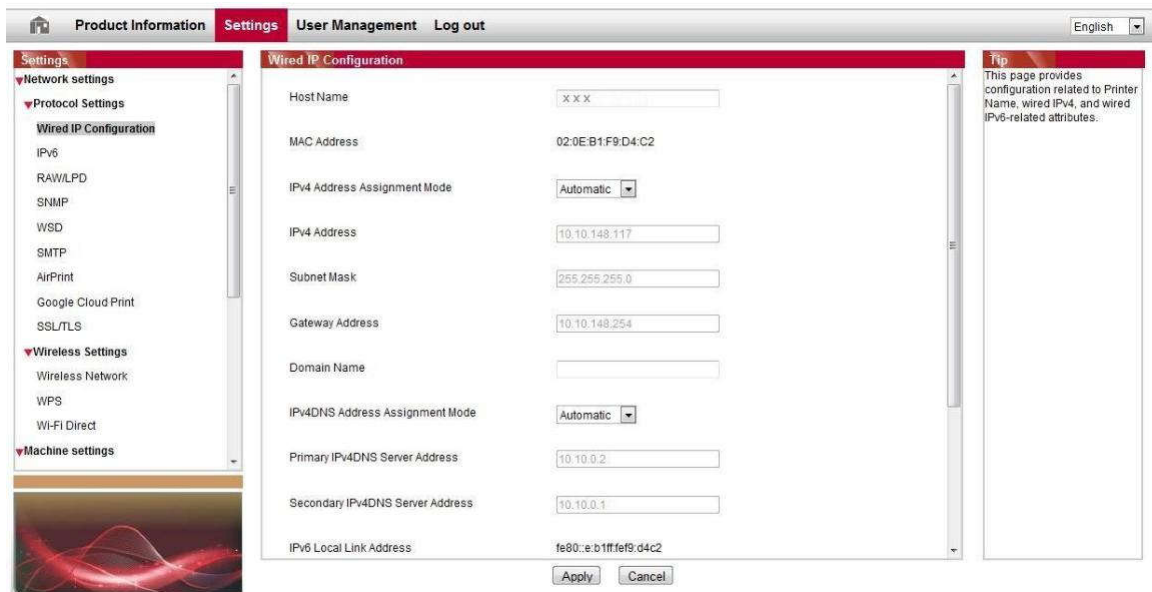 Product Information Settings User Management Log out English
Settings
Network settings
Protocol Settings
Wired IP Configuration
IPv6
RAW/LPD
SNMP
WSD
SMTP
AirPrint
Google Cloud Print
SSL/TLS
Wireless Settings
Wireless Network
WPS
Wi-Fi Direct
Machine settings
Wired IP Configuration
Host Name x x x
MAC Address 02:0E:B1:F9:D4:C2
IPv4 Address Assignment Mode Automatic
IPv4 Address 10.10.148.117
Subnet Mask 255.255.255.0
Gateway Address 10.10.148.254
Domain Name
IPv4DNS Address Assignment Mode Automatic
Primary IPv4DNS Server Address 10.10.0.2
Secondary IPv4DNS Server Address 10.10.0.1
IPv6 Local Link Address fe80::e:b1ff:fef9:d4c2
Apply Cancel
Tip
This page provides
configuration related to Printer
Name, wired IPv4, and wired
IPv6-related attributes.